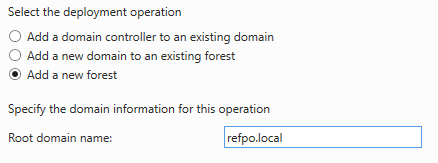 Select the deployment operation
Add a domain controller to an existing domain
Add a new domain to an existing forest
Add a new forest
Specify the domain information for this operation
Root domain name: refpo.local